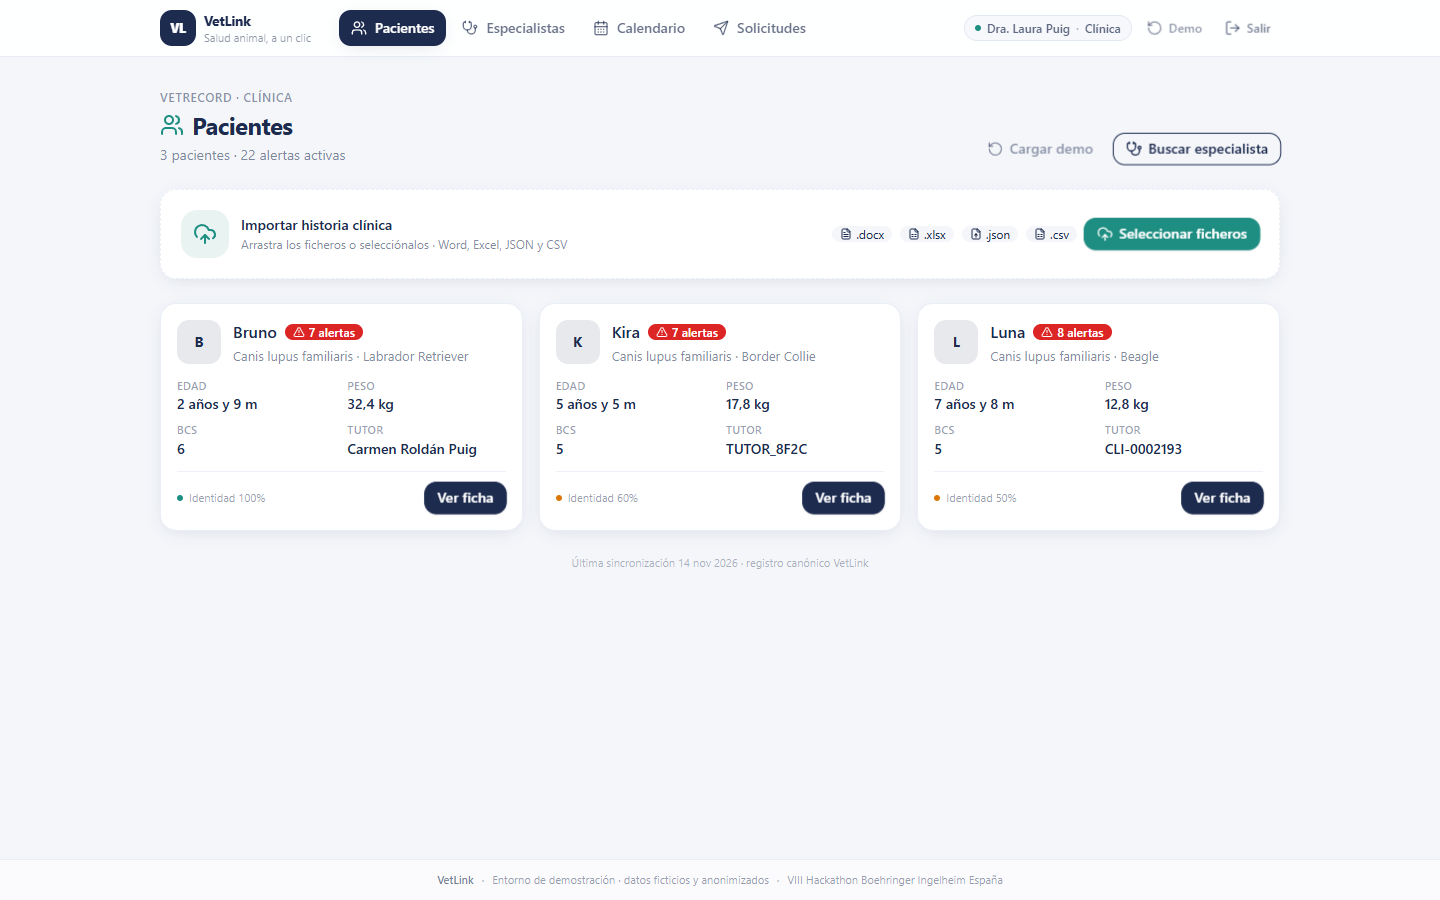 VL
VetLink
Salud animal, a un clic
Pacientes
Especialistas
Calendario
Solicitudes
Dra. Laura Puig · Clínica
Demo
Salir
VETRECORD · CLÍNICA
Pacientes
3 pacientes · 22 alertas activas
Cargar demo
Buscar especialista
Importar historia clínica
Arrastra los ficheros o selecciónalos · Word, Excel, JSON y CSV
.docx
.xlsx
.json
.csv
Seleccionar ficheros
B
Bruno
7 alertas
Canis lupus familiaris · Labrador Retriever
EDAD
PESO
2 años y 9 m
32,4 kg
BCS
TUTOR
6
Carmen Roldán Puig
Identidad 100%
Ver ficha
K
Kira
7 alertas
Canis lupus familiaris · Border Collie
EDAD
PESO
5 años y 5 m
17,8 kg
BCS
TUTOR
5
TUTOR_8F2C
Identidad 60%
Ver ficha
L
Luna
8 alertas
Canis lupus familiaris · Beagle
EDAD
PESO
7 años y 8 m
12,8 kg
BCS
TUTOR
5
CLI-0002193
Identidad 50%
Ver ficha
Última sincronización 14 nov 2026 · registro canónico VetLink
VetLink · Entorno de demostración · datos ficticios y anonimizados · VIII Hackathon Boehringer Ingelheim España